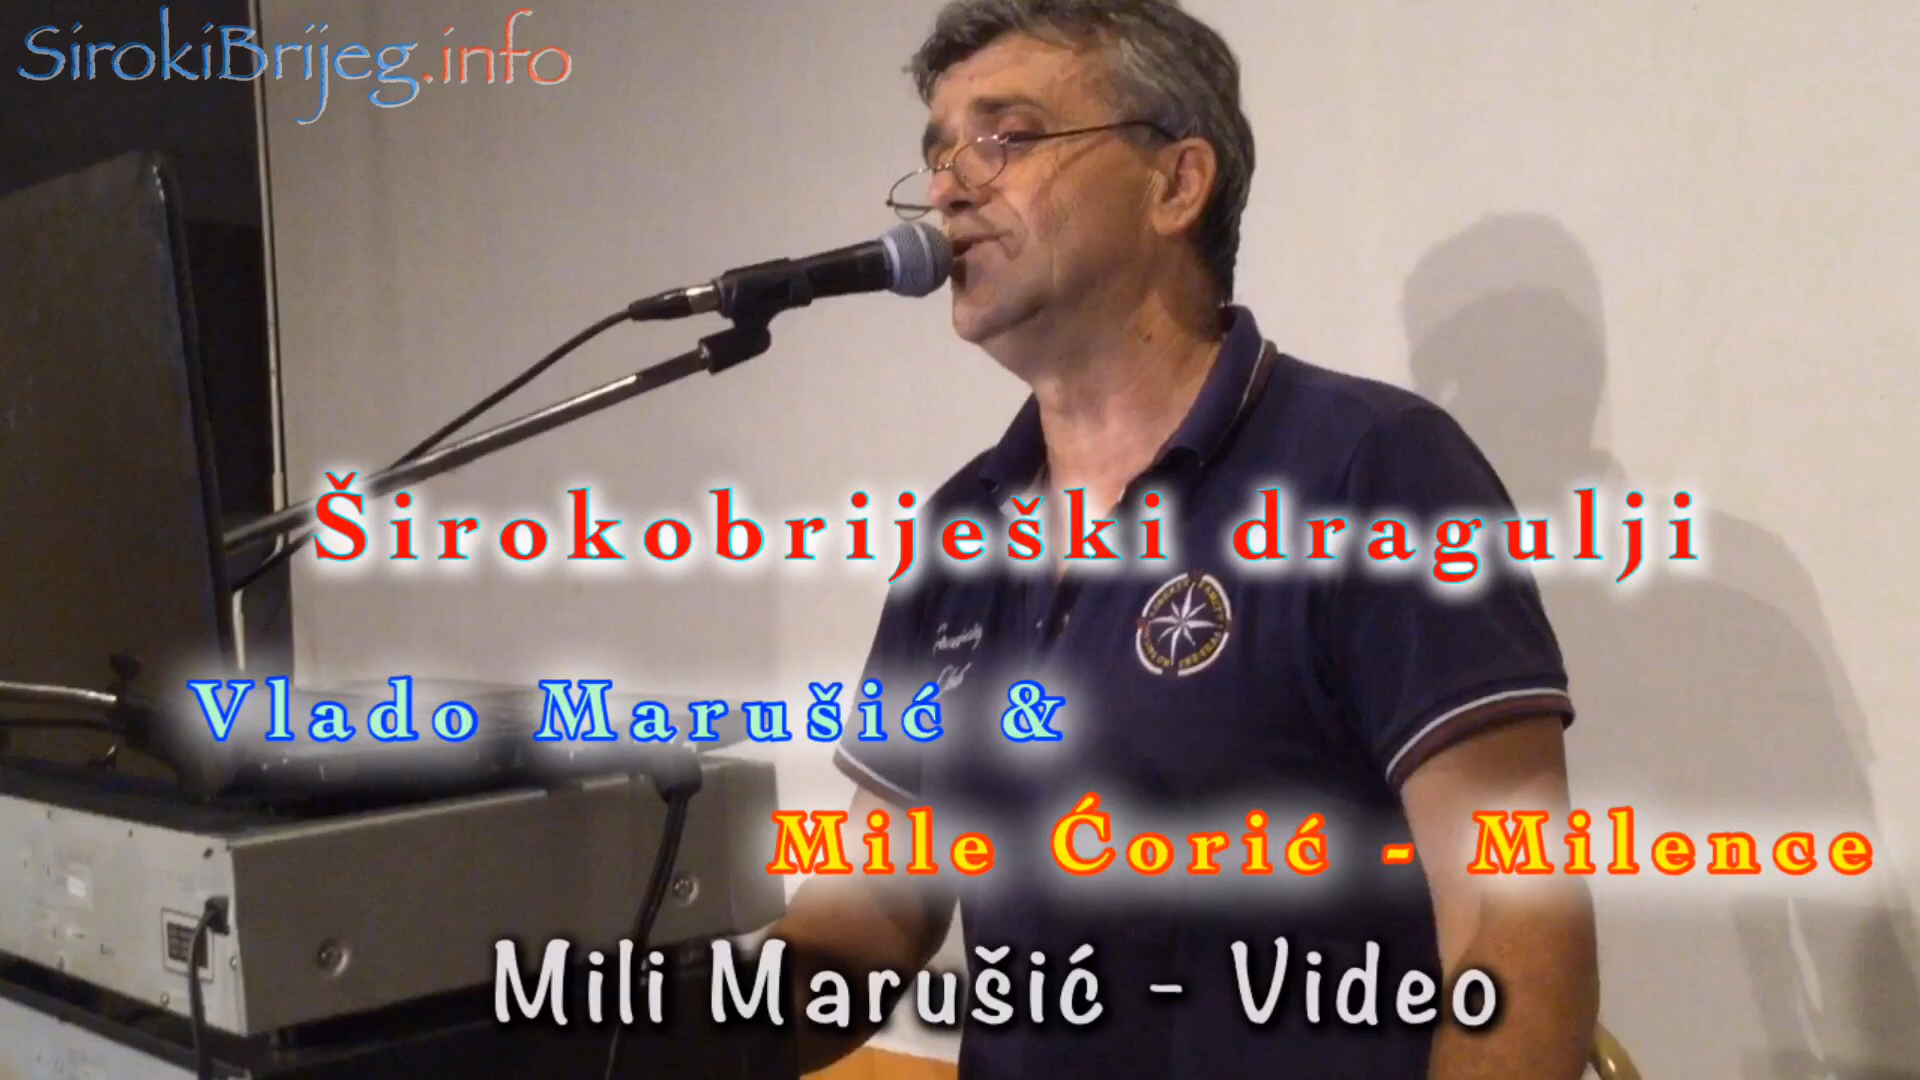 SirokiBrijeg.info
Širokobriješki dragulji
Vlado Marušić &
Mile Ćorić - Milence
Mili Marušić - Video